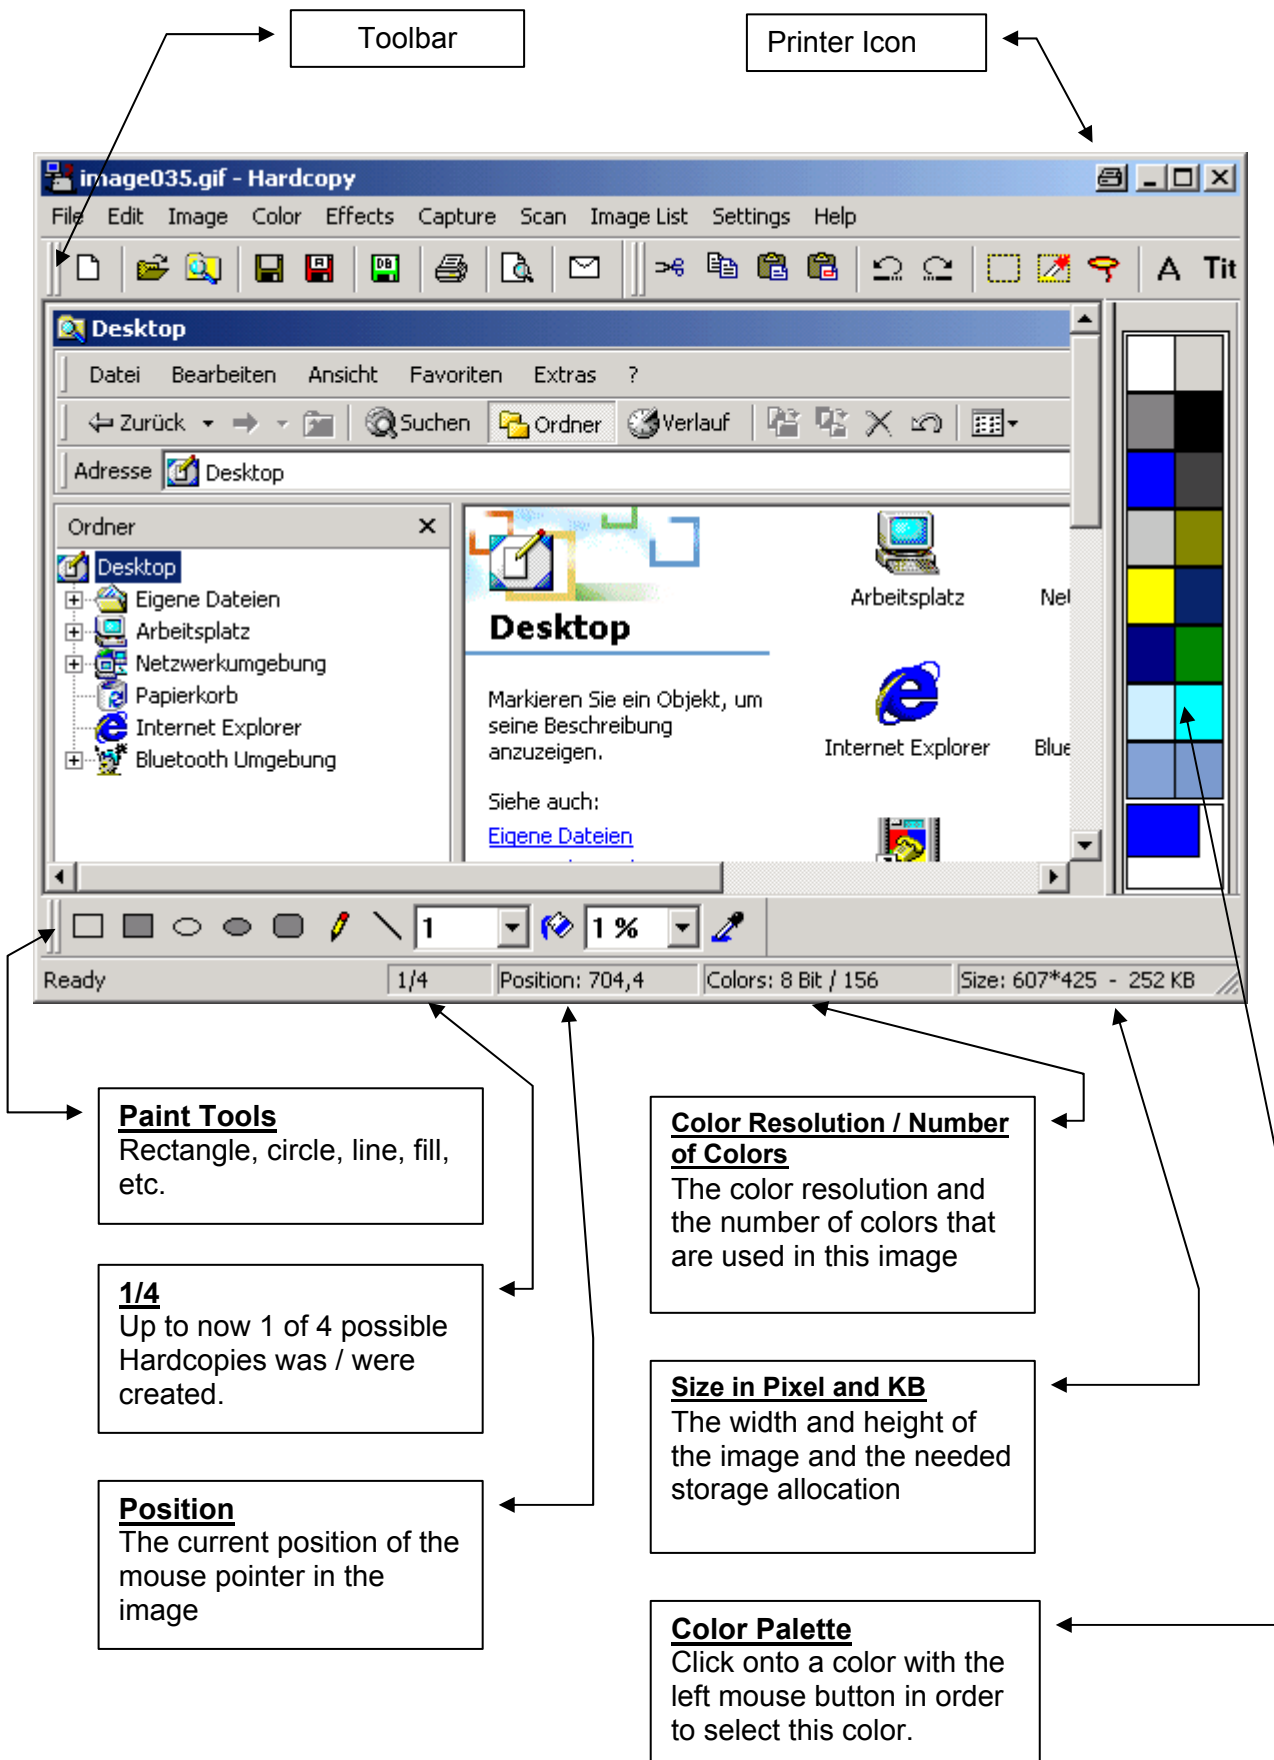 Toolbar
Printer Icon
image035.gif - Hardcopy
File Edit Image Color Effects Capture Scan Image List Settings Help
A Tit
Desktop
Datei Bearbeiten Ansicht Favoriten Extras ?
Zurück Suchen Ordner Verlauf
Adresse Desktop
Ordner
Desktop
Eigene Dateien
Arbeitsplatz
Netzwerkumgebung
Papierkorb
Internet Explorer
Bluetooth Umgebung
Desktop
Markieren Sie ein Objekt, um
seine Beschreibung
anzuzeigen.
Siehe auch:
Eigene Dateien
Arbeitsplatz
Net
Internet Explorer
Blue
1 1 %
Ready 1/4 Position: 704,4 Colors: 8 Bit / 156 Size: 607*425 - 252 KB
Paint Tools
Rectangle, circle, line, fill,
etc.
1/4
Up to now 1 of 4 possible
Hardcopies was / were
created.
Position
The current position of the
mouse pointer in the
image
Color Resolution / Number
of Colors
The color resolution and
the number of colors that
are used in this image
Size in Pixel and KB
The width and height of
the image and the needed
storage allocation
Color Palette
Click onto a color with the
left mouse button in order
to select this color.